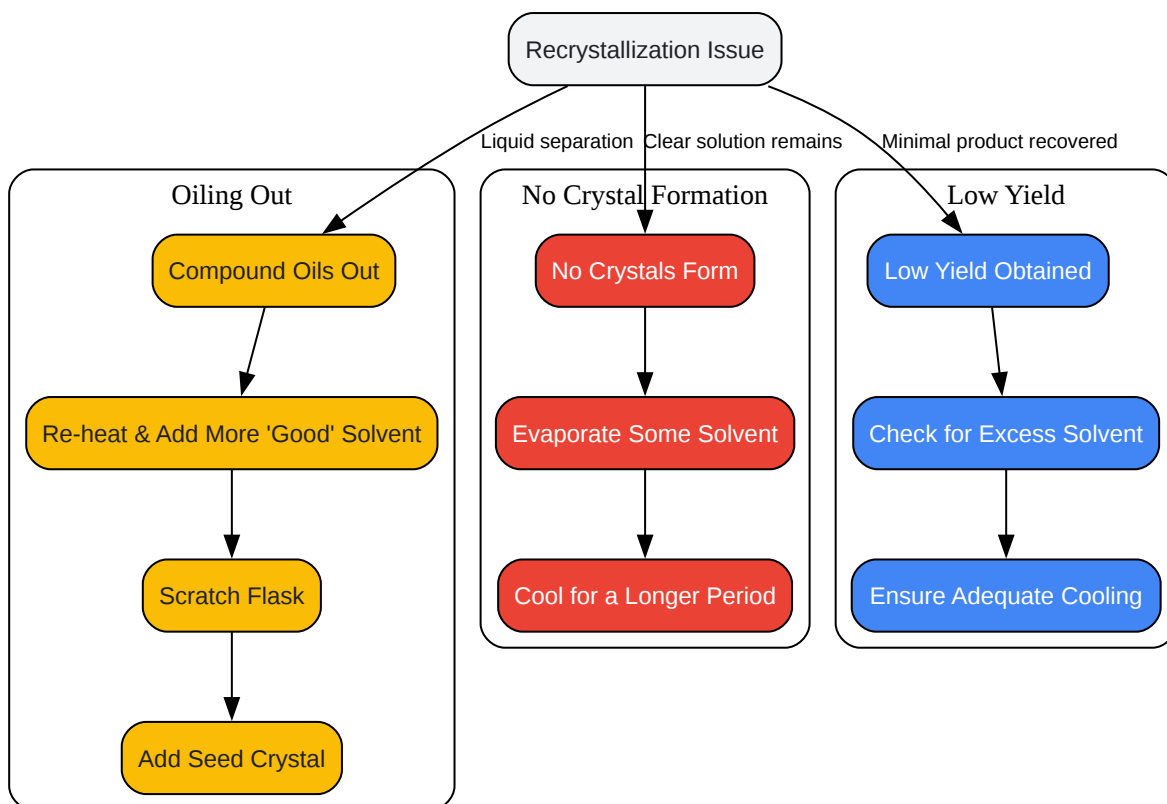 Recrystallization Issue
Liquid separation
Clear solution remains
Minimal product recovered
Oiling Out
No Crystal Formation
Low Yield
Compound Oils Out
No Crystals Form
Low Yield Obtained
Re-heat & Add More 'Good' Solvent
Evaporate Some Solvent
Check for Excess Solvent
Scratch Flask
Cool for a Longer Period
Ensure Adequate Cooling
Add Seed Crystal